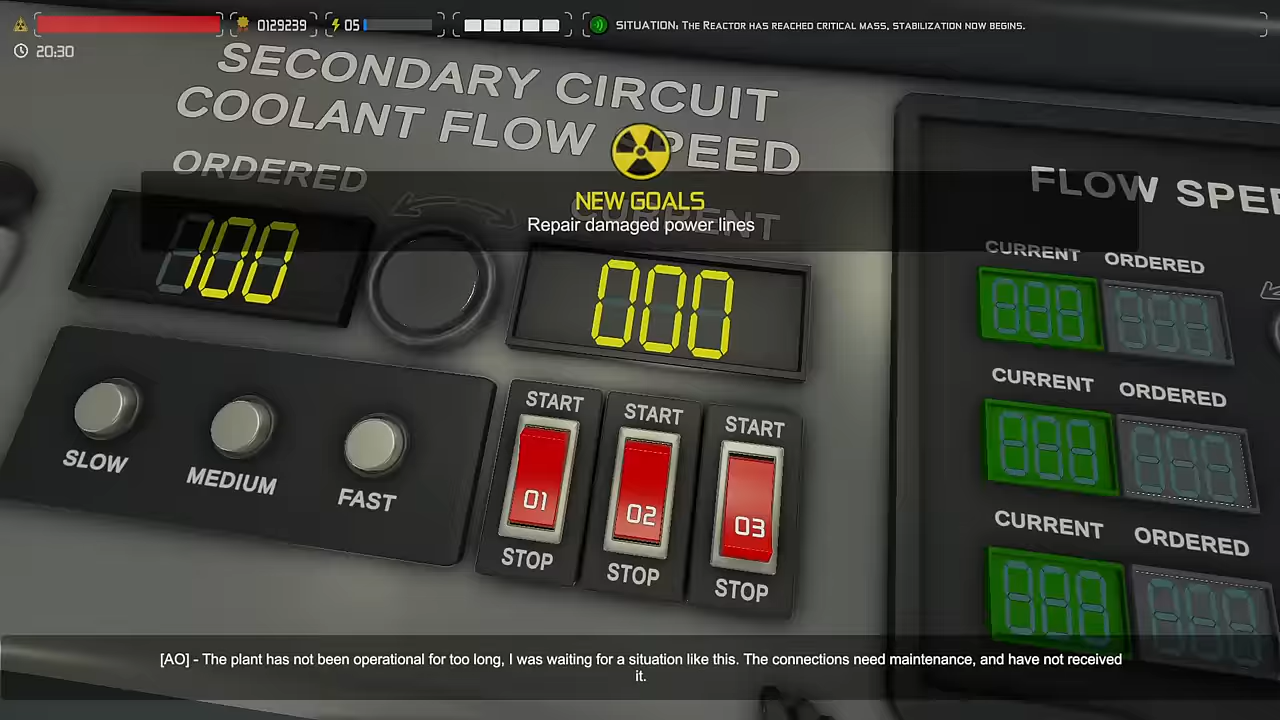 0129239
05
SITUATION: THE REACTOR HAS REACHED CRITICAL MASS, STABILIZATION NOW BEGINS.
20:30
SECONDARY CIRCUIT
COOLANT FLOW PEED
ORDERED
CURRENT
NEW GOALS
Repair damaged power lines
100
000
SLOW
MEDIUM
FAST
START
START
START
01
02
03
STOP
STOP
STOP
FLOW SPE
CURRENT ORDERED
CURRENT ORDERED
CURRENT ORDERED
[AO] - The plant has not been operational for too long, I was waiting for a situation like this. The connections need maintenance, and have not received
it.